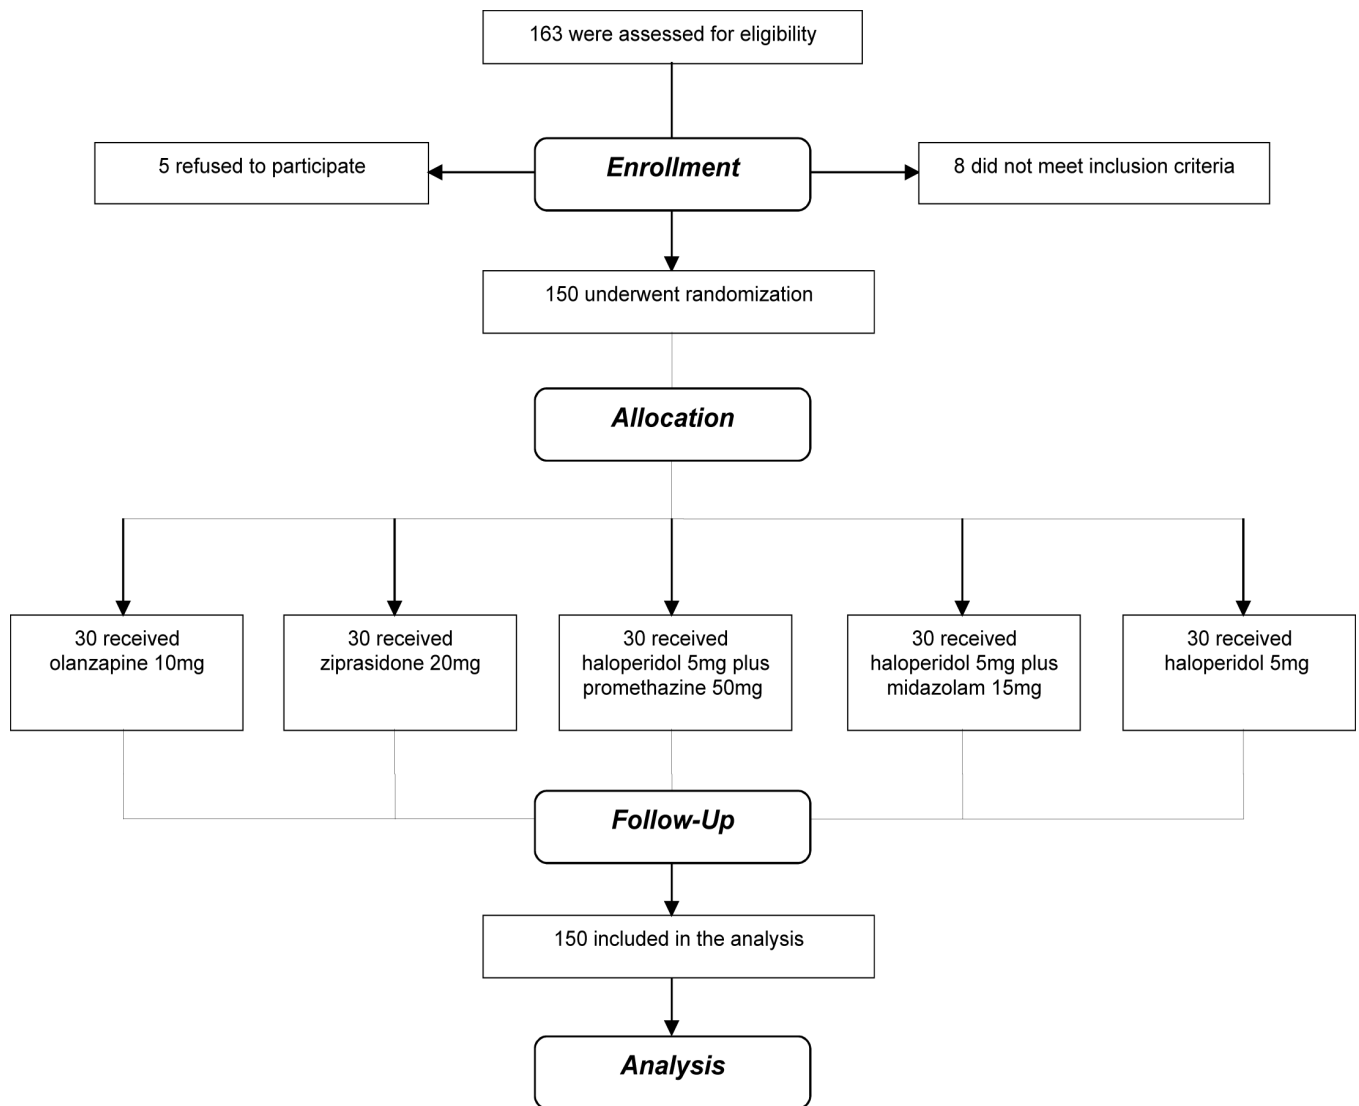 163 were assessed for eligibility
5 refused to participate
Enrollment
8 did not meet inclusion criteria
150 underwent randomization
Allocation
30 received
olanzapine 10mg
30 received
ziprasidone 20mg
30 received
haloperidol 5mg plus
promethazine 50mg
30 received
haloperidol 5mg plus
midazolam 15mg
30 received
haloperidol 5mg
Follow-Up
150 included in the analysis
Analysis